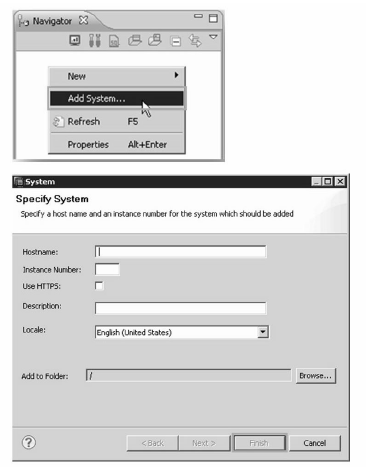 Navigator
New
Add System...
Refresh F5
Properties Alt+Enter
System
Specify System
Specify a host name and an instance number for the system which should be added
Hostname:
Instance Number:
Use HTTPS:
Description:
Locale: English (United States)
Add to Folder: / Browse...
?
< Back Next > Finish Cancel